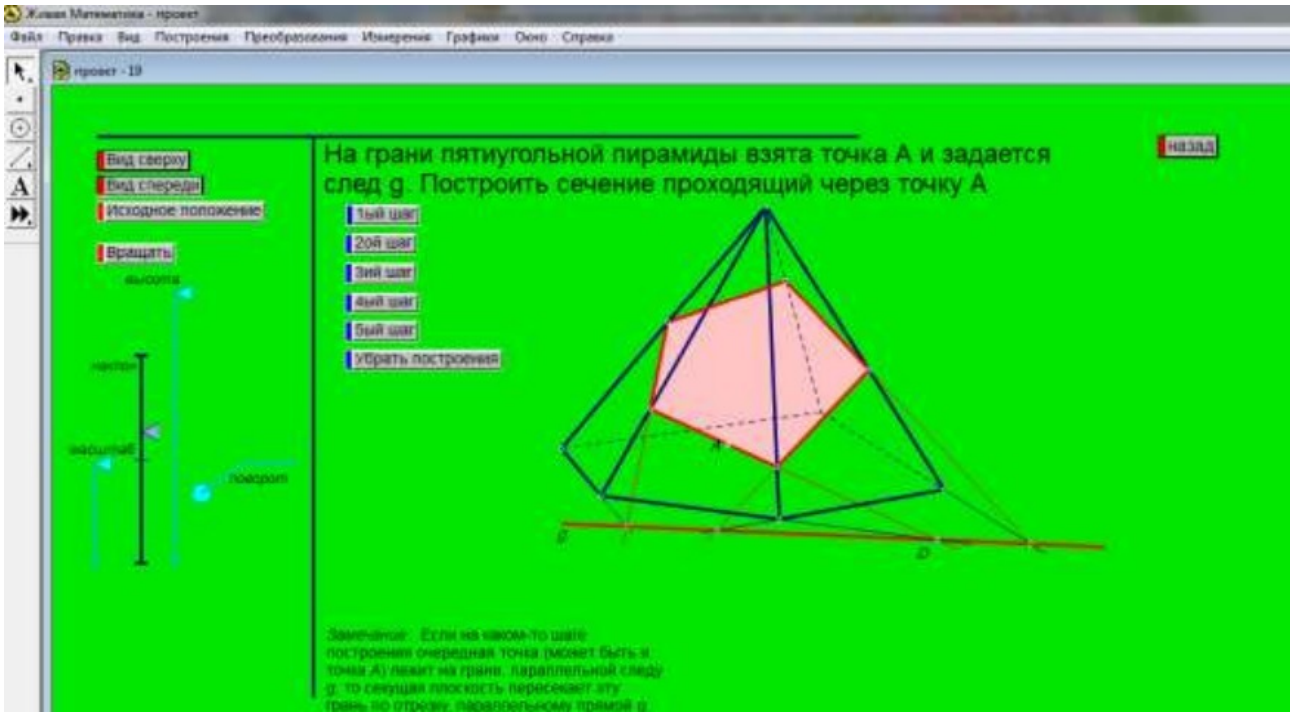 Живая Математика - проект
Файл Правка Вид Построения Преобразования Измерения Графики Окно Справка
проект - 19
Вид сверху
Вид спереди
Исходное положение
Вращать
высота
наклон
масштаб
поворот
На грани пятиугольной пирамиды взята точка А и задается
след g. Построить сечение проходящий через точку А
назад
1ый шаг
2ой шаг
3ий шаг
4ый шаг
5ый шаг
Убрать построения
A
g
D
Замечание: Если на каком-то шаге
построения очередная точка (может быть и
точка А) лежит на грани, параллельной следу
g, то секущая плоскость пересекает эту
грань по отрезку, параллельному прямой g